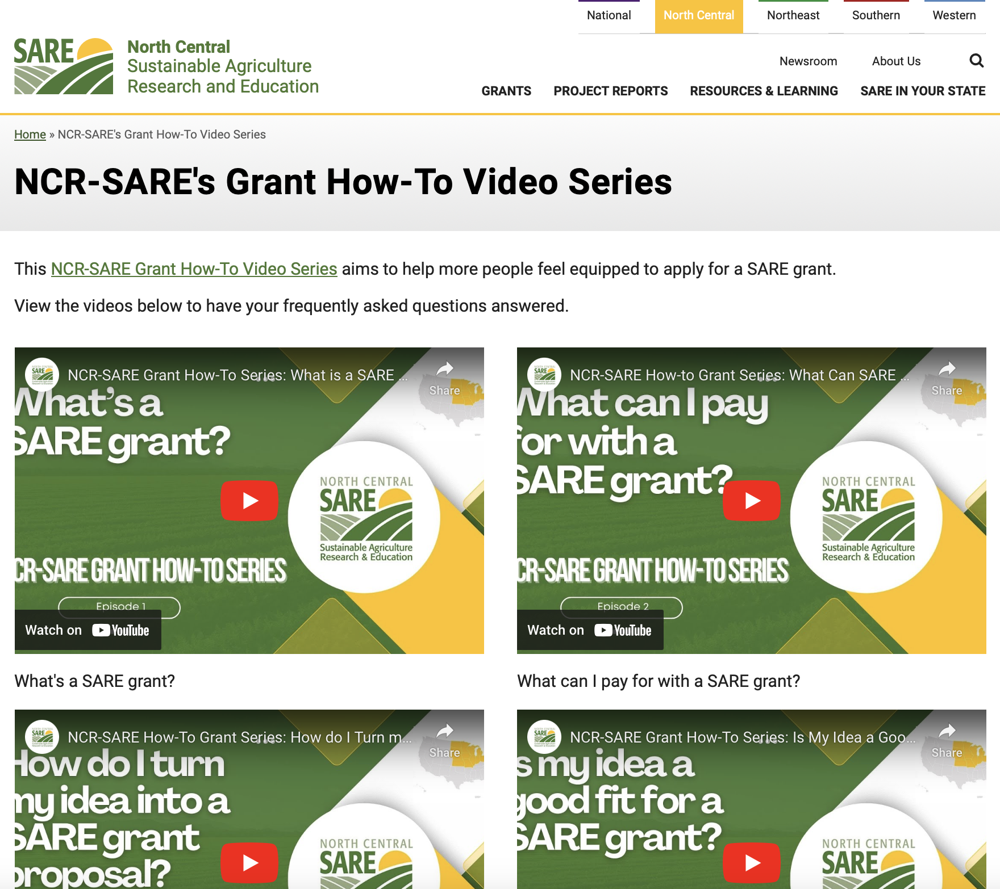 National
North Central
Northeast
Southern
Western
SARE
North Central
Sustainable Agriculture
Research and Education
Newsroom
About Us
GRANTS
PROJECT REPORTS
RESOURCES & LEARNING
SARE IN YOUR STATE
Home » NCR-SARE's Grant How-To Video Series
NCR-SARE's Grant How-To Video Series
This NCR-SARE Grant How-To Video Series aims to help more people feel equipped to apply for a SARE grant.
View the videos below to have your frequently asked questions answered.
NCR-SARE Grant How-To Series: What is a SARE ...
Share
What's a
SARE grant?
NORTH CENTRAL
SARE
Sustainable Agriculture
Research & Education
CR-SARE GRANT HOW-TO SERIES
Episode 1
Watch on YouTube
What's a SARE grant?
NCR-SARE How-to Grant Series: What Can SARE ...
Share
What can I pay
for with a
SARE grant?
NORTH CENTRAL
SARE
Sustainable Agriculture
Research & Education
CR-SARE GRANT HOW-TO SERIES
Episode 2
Watch on YouTube
What can I pay for with a SARE grant?
NCR-SARE How-To Grant Series: How do I Turn m...
Share
How do I turn
my idea into a
SARE grant
proposal?
NORTH CENTRAL
SARE
NCR-SARE Grant How-To Series: Is My Idea a Goo...
Share
s my idea a
good fit for a
SARE grant?
NORTH CENTRAL
SARE